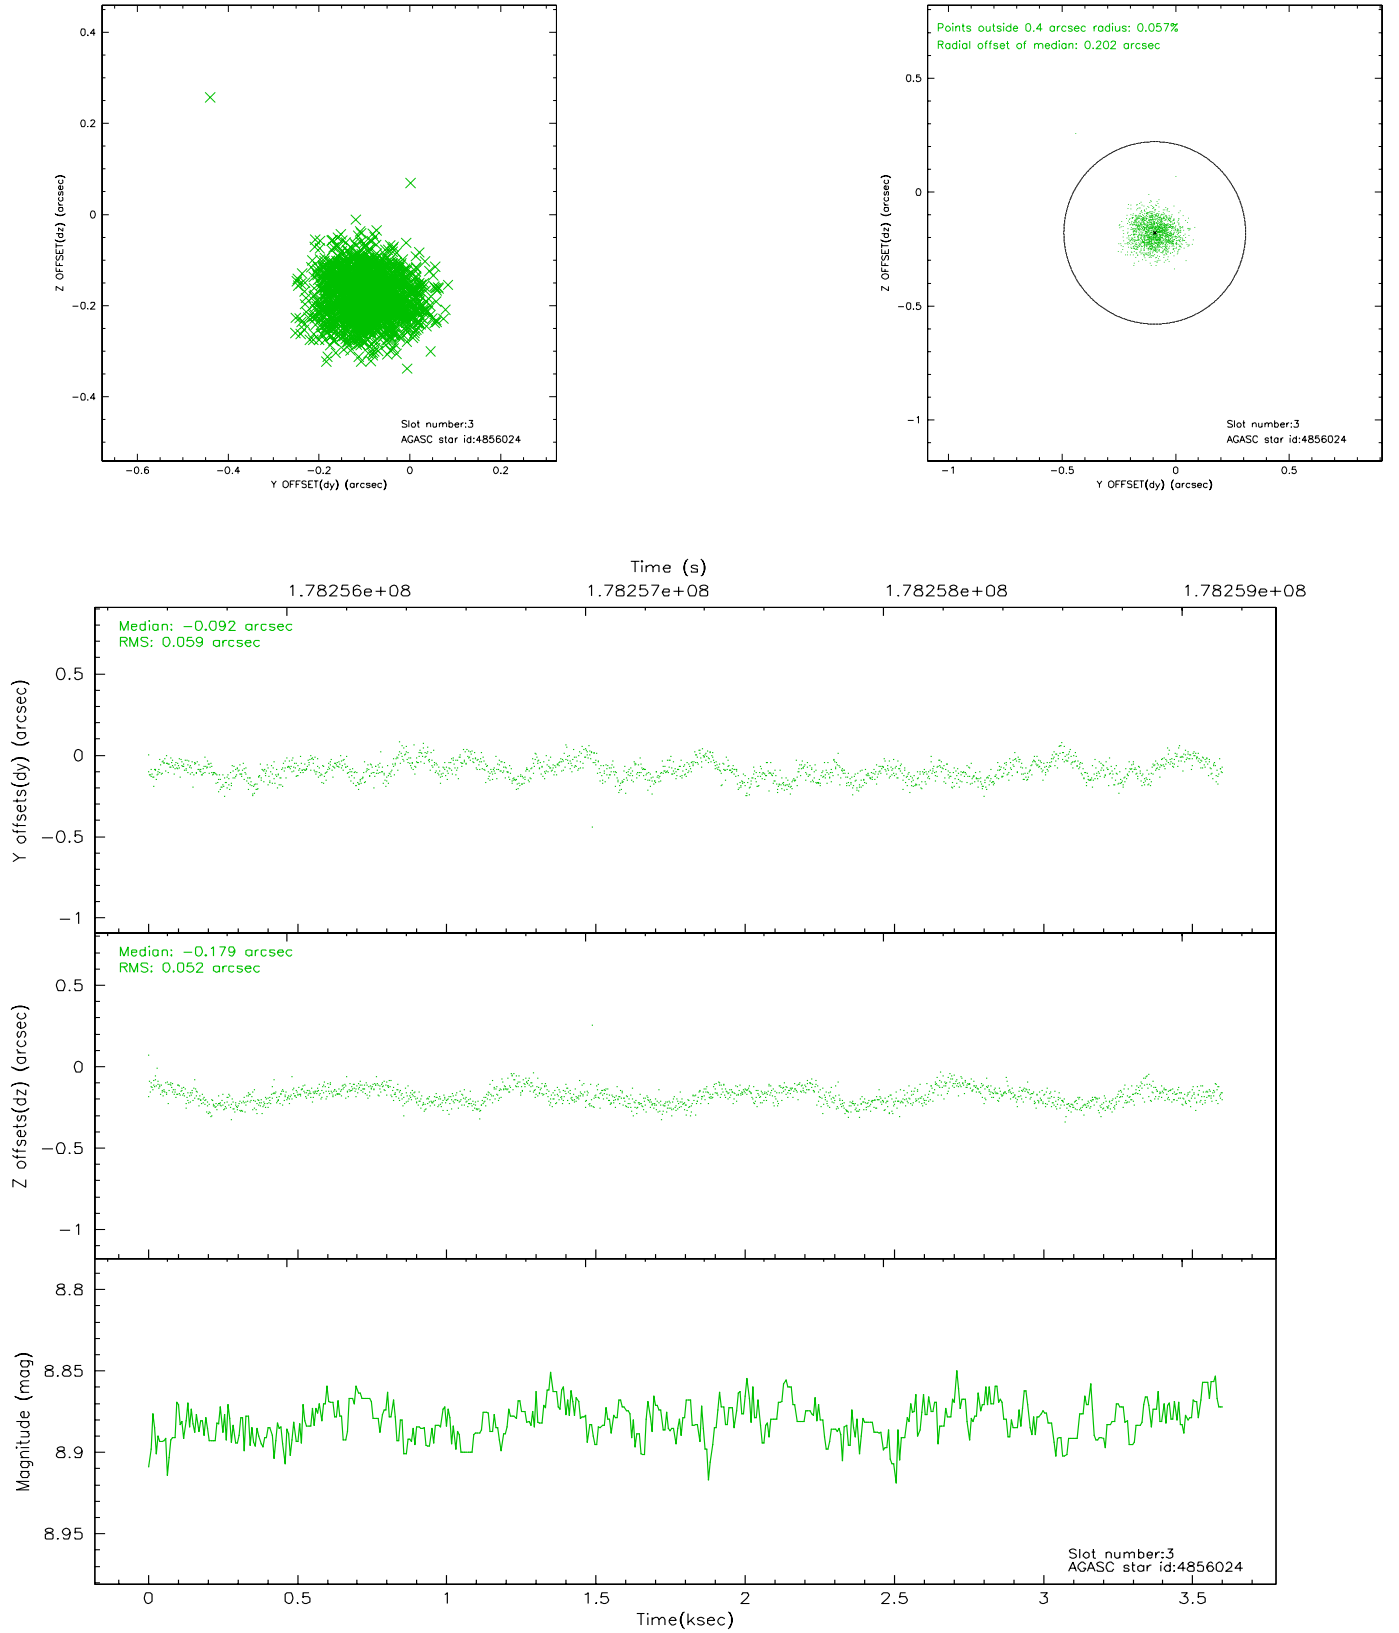 0.4
0.2
0
-0.2
-0.4
Z OFFSET(dz) (arcsec)
Slot number:3
AGASC star id:4856024
-0.6 -0.4 -0.2 0 0.2
Y OFFSET(dy) (arcsec)
Points outside 0.4 arcsec radius: 0.057%
Radial offset of median: 0.202 arcsec
0.5
0
-0.5
-1
Z OFFSET(dz) (arcsec)
Slot number:3
AGASC star id:4856024
-1 -0.5 0 0.5
Y OFFSET(dy) (arcsec)
Time (s)
1.78256e+08 1.78257e+08 1.78258e+08 1.78259e+08
Median: -0.092 arcsec
RMS: 0.059 arcsec
0.5
0
-0.5
-1
Y offsets(dy) (arcsec)
Median: -0.179 arcsec
RMS: 0.052 arcsec
0.5
0
-0.5
-1
Z offsets(dz) (arcsec)
8.8
8.85
8.9
8.95
Magnitude (mag)
Slot number:3
AGASC star id:4856024
0 0.5 1 1.5 2 2.5 3 3.5
Time(ksec)